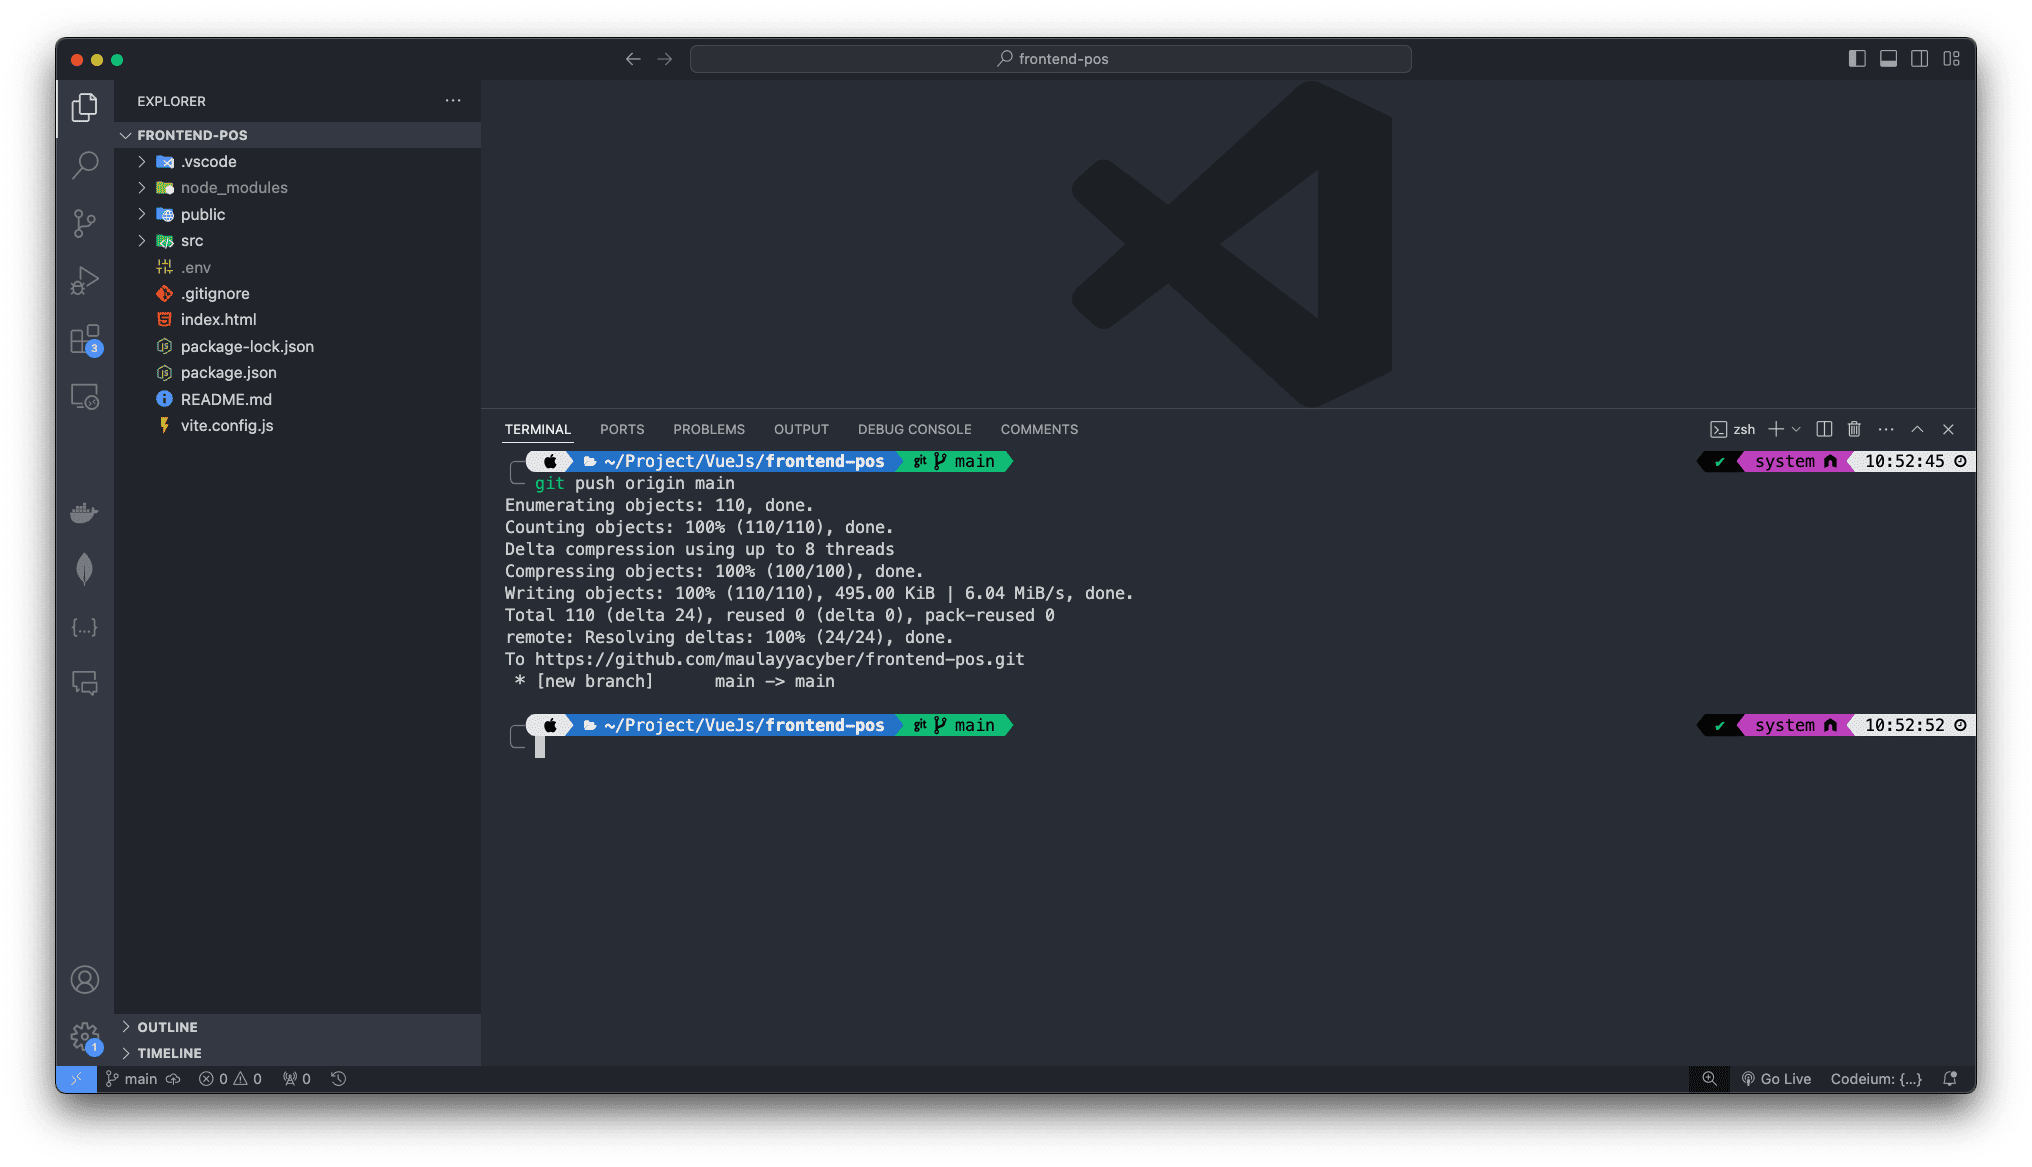 frontend-pos
EXPLORER
FRONTEND-POS
.vscode
node_modules
public
src
.env
.gitignore
index.html
package-lock.json
package.json
README.md
vite.config.js
3
OUTLINE
TIMELINE
1
TERMINAL PORTS PROBLEMS OUTPUT DEBUG CONSOLE COMMENTS zsh
~/Project/VueJs/frontend-pos git main ✔ system 10:52:45
git push origin main
Enumerating objects: 110, done.
Counting objects: 100% (110/110), done.
Delta compression using up to 8 threads
Compressing objects: 100% (100/100), done.
Writing objects: 100% (110/110), 495.00 KiB | 6.04 MiB/s, done.
Total 110 (delta 24), reused 0 (delta 0), pack-reused 0
remote: Resolving deltas: 100% (24/24), done.
To https://github.com/maulayyacyber/frontend-pos.git
* [new branch] main -> main
~/Project/VueJs/frontend-pos git main ✔ system 10:52:52
main 0 0 0 Go Live Codeium: {...}